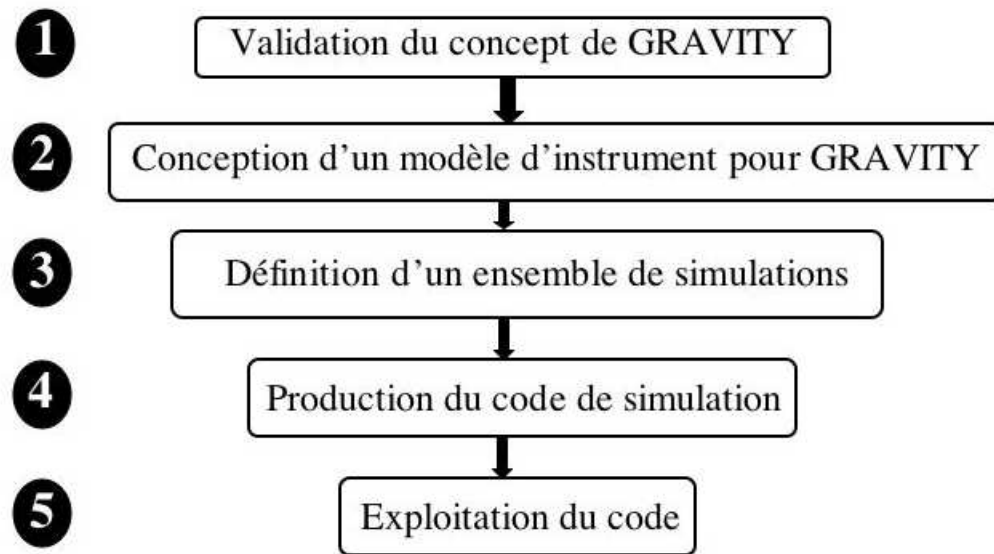 1 Validation du concept de GRAVITY
2 Conception d'un modèle d'instrument pour GRAVITY
3 Définition d'un ensemble de simulations
4 Production du code de simulation
5 Exploitation du code